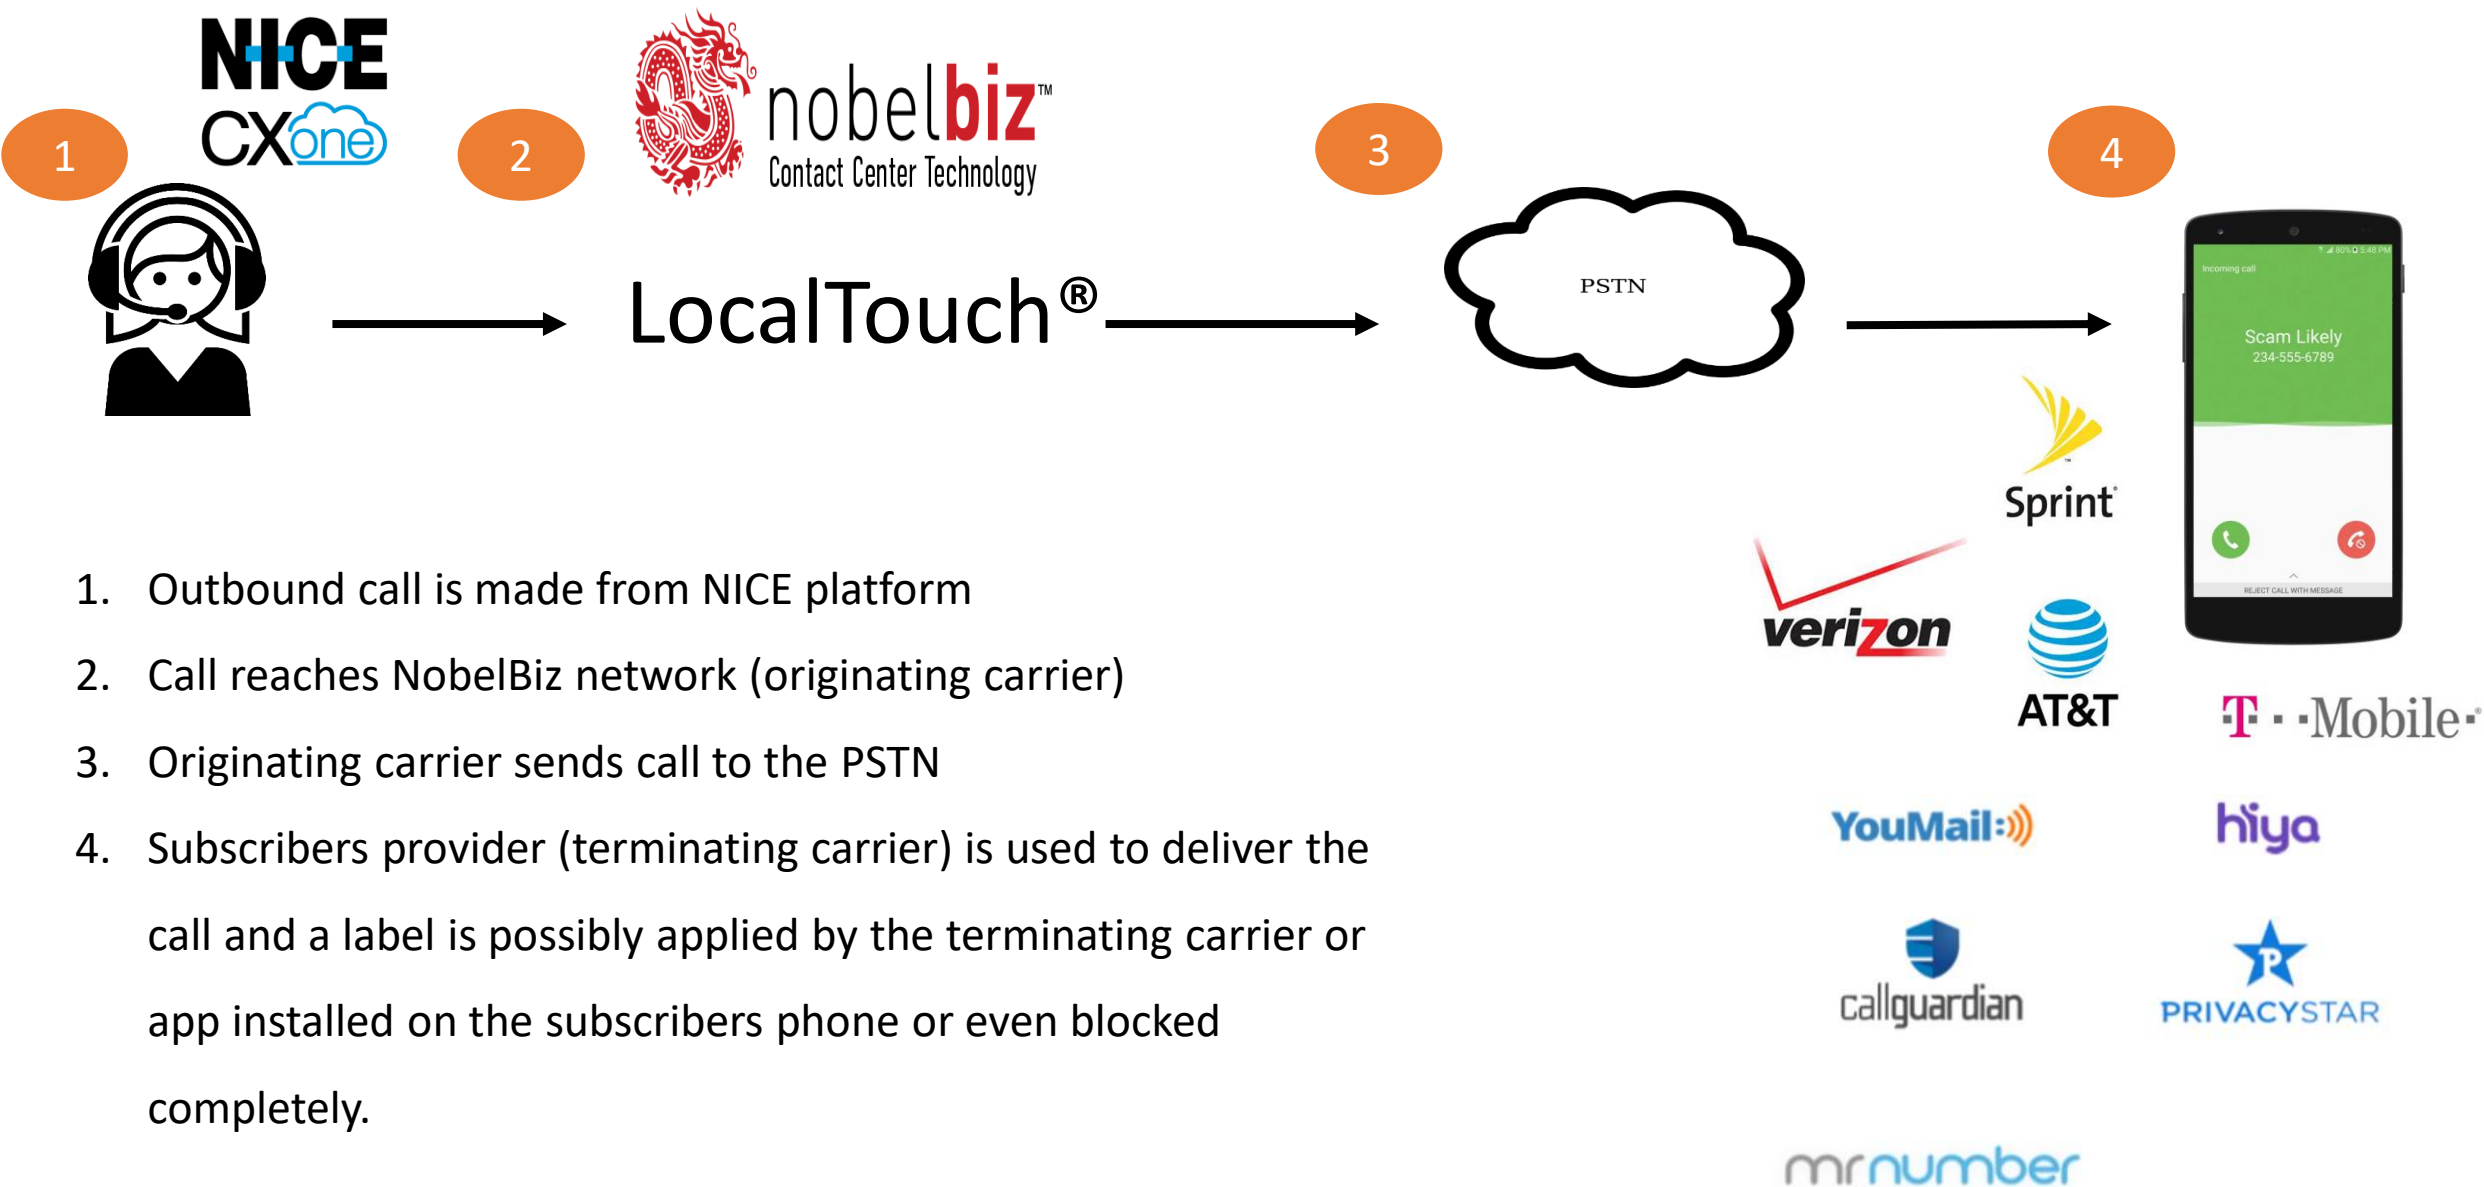 NICE
CXone
1
2
nobelbiz™
Contact Center Technology
3
4
LocalTouch®
PSTN
80% 5:48 PM
Incoming call
Scam Likely
234-555-6789
REJECT CALL WITH MESSAGE
Sprint
verizon
AT&T
T··Mobile·®
YouMail
hiya
callguardian
PRIVACYSTAR
mrnumber
1. Outbound call is made from NICE platform
2. Call reaches NobelBiz network (originating carrier)
3. Originating carrier sends call to the PSTN
4. Subscribers provider (terminating carrier) is used to deliver the
call and a label is possibly applied by the terminating carrier or
app installed on the subscribers phone or even blocked
completely.